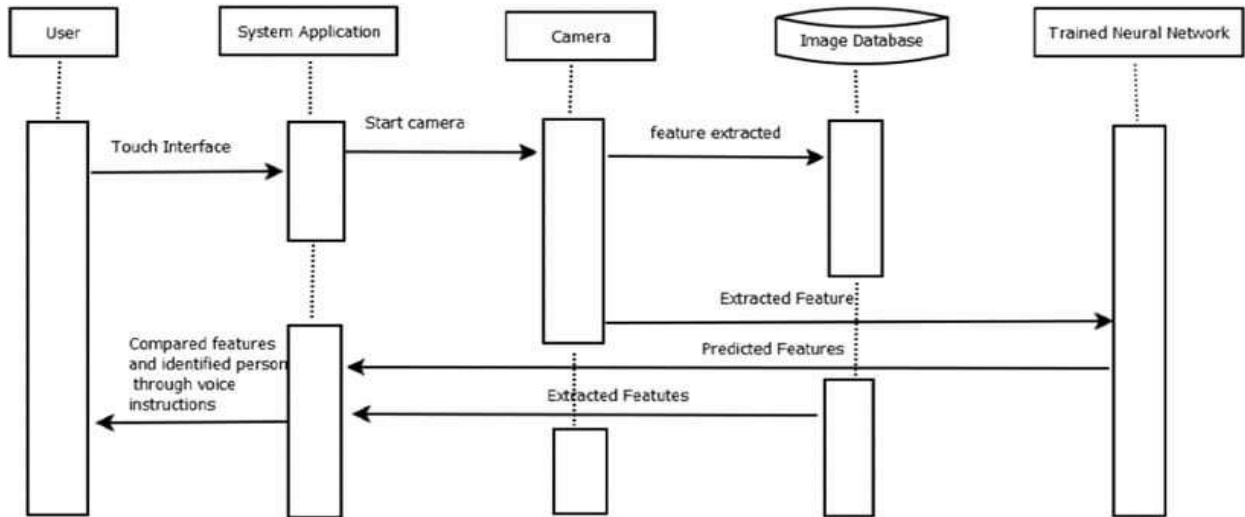 User
System Application
Camera
Image Database
Trained Neural Network
Start camera
feature extracted
Touch Interface
Extracted Feature
Predicted Features
Compared features
and identified person
through voice
instructions
Extracted Featutes